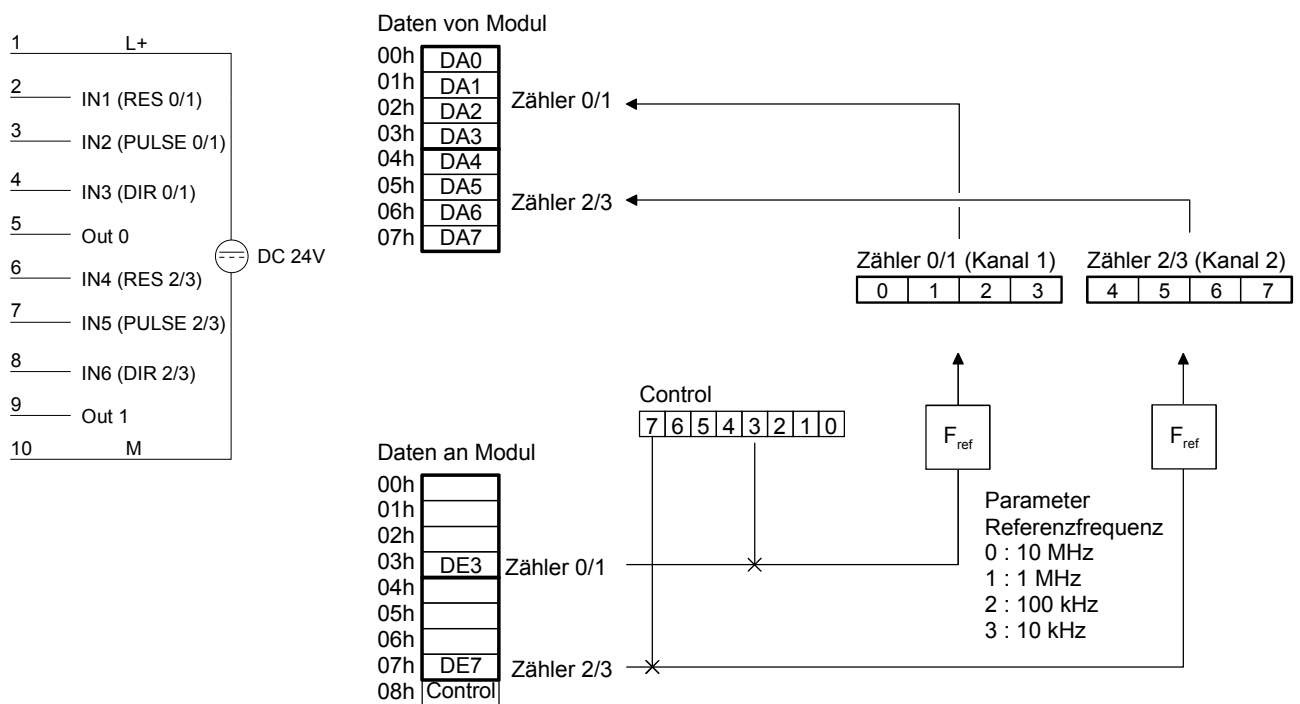 1 L+
2 IN1 (RES 0/1)
3 IN2 (PULSE 0/1)
4 IN3 (DIR 0/1)
5 Out 0
6 IN4 (RES 2/3)
7 IN5 (PULSE 2/3)
8 IN6 (DIR 2/3)
9 Out 1
10 M
DC 24V
Daten von Modul
00h DA0
01h DA1
02h DA2
03h DA3
Zähler 0/1
04h DA4
05h DA5
06h DA6
07h DA7
Zähler 2/3
Zähler 0/1 (Kanal 1)
0 1 2 3
Zähler 2/3 (Kanal 2)
4 5 6 7
Control
7 6 5 4 3 2 1 0
Fref
Fref
Daten an Modul
00h
01h
02h
03h DE3 Zähler 0/1
04h
05h
06h
07h DE7 Zähler 2/3
08h Control
Parameter
Referenzfrequenz
0 : 10 MHz
1 : 1 MHz
2 : 100 kHz
3 : 10 kHz